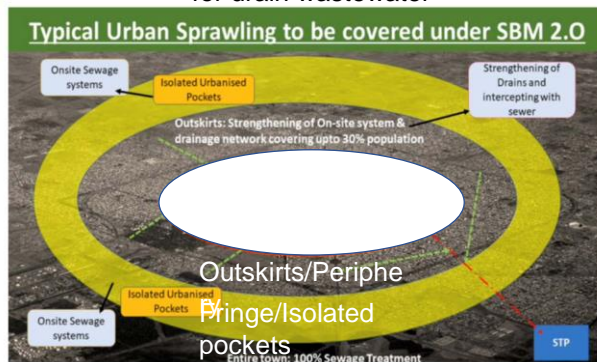 for drain wastewater
Typical Urban Sprawling to be covered under SBM 2.O
Onsite Sewage
systems
Isolated Urbanised
Pockets
Strengthening of
Drains and
intercepting with
sewer
Outskirts: Strengthening of On-site system &
drainage network covering upto 30% population
Outskirts/Periphe
ry
Fringe/Isolated
pockets
Isolated Urbanised
Pockets
Onsite Sewage
systems
STP
Entire town: 100% Sewage Treatment